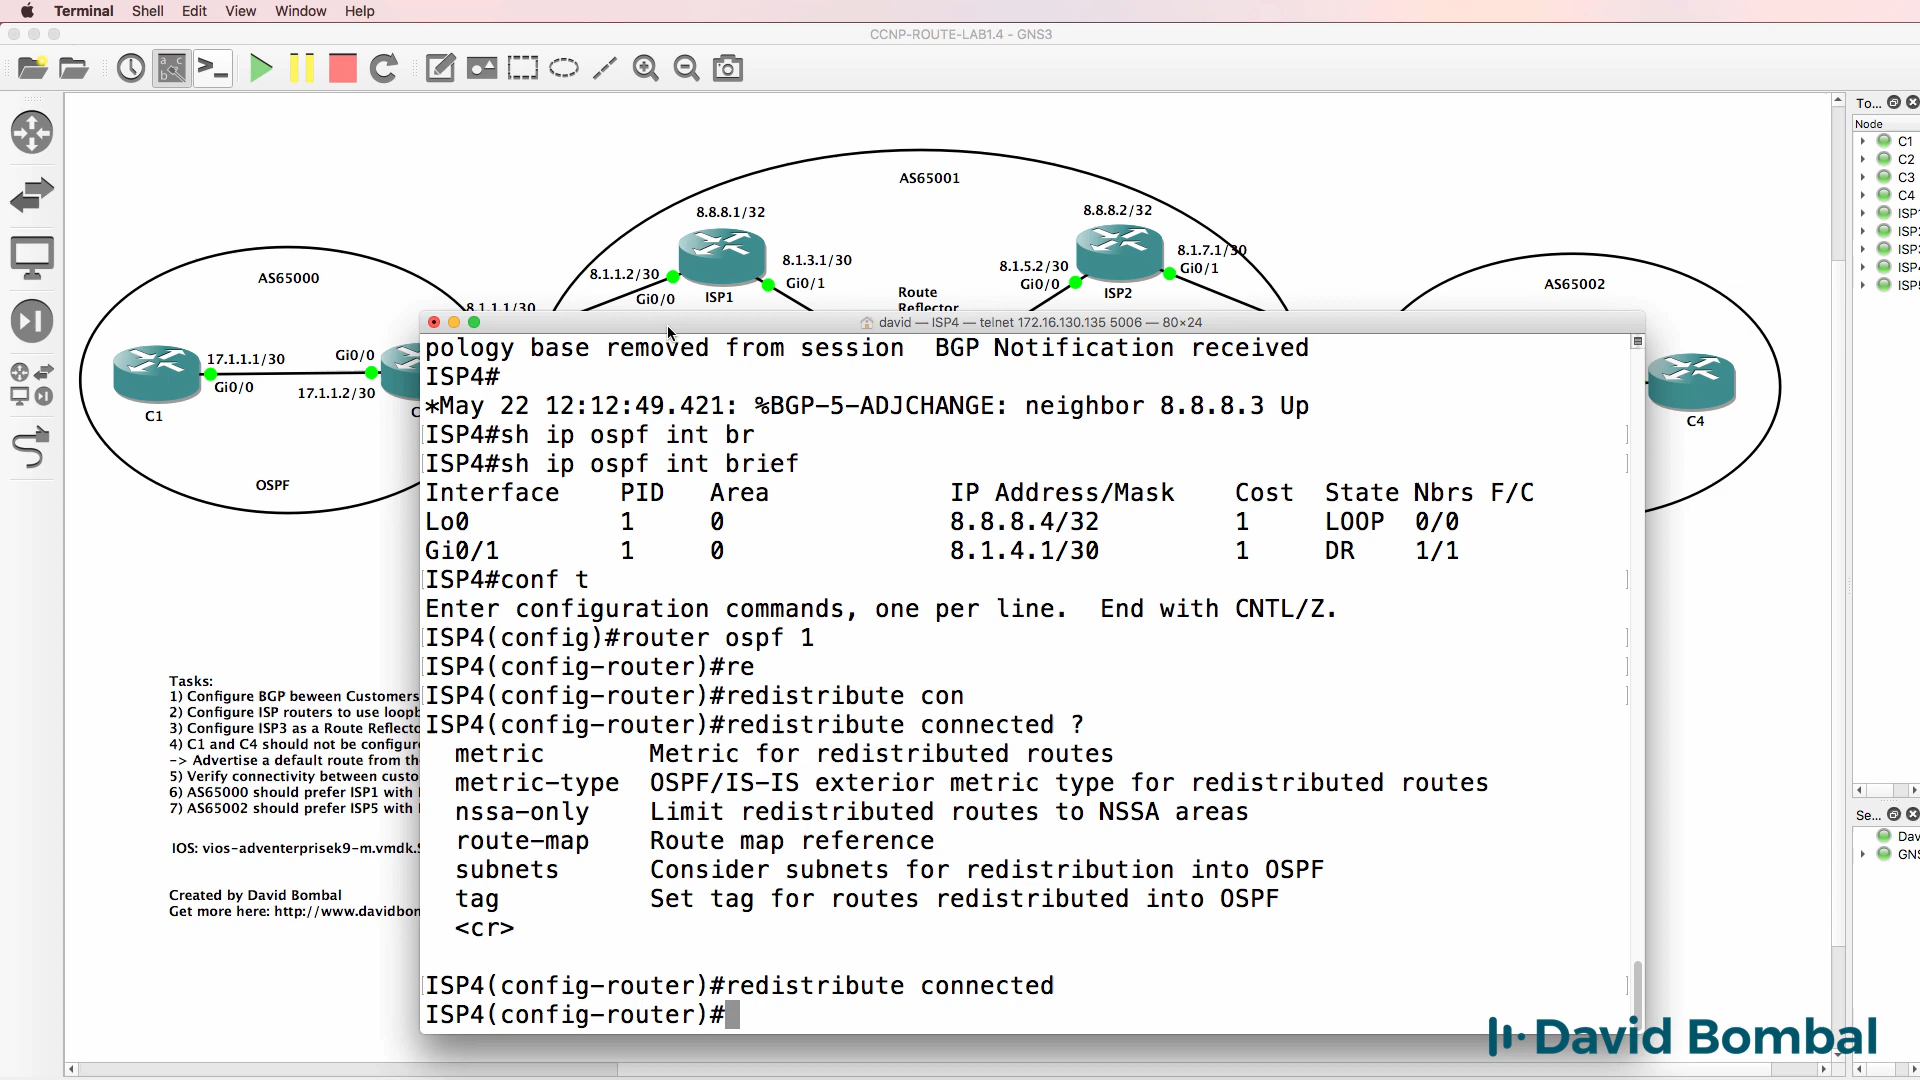 Terminal Shell Edit View Window Help
CCNP-ROUTE-LAB1.4 - GNS3
To...
Node
C1
C2
C3
C4
AS65001
8.8.8.1/32
8.8.8.2/32
8.1.3.1/30
Gi0/1
8.1.1.2/30
Gi0/0
ISP1
8.1.7.1/30
Gi0/1
8.1.5.2/30
Gi0/0
ISP2
Route
Reflector
AS65000
8.1.1.1/30
17.1.1.1/30
Gi0/0
Gi0/0
17.1.1.2/30
C1
OSPF
AS65002
C4
david — ISP4 — telnet 172.16.130.135 5006 — 80×24
pology base removed from session  BGP Notification received
ISP4#
*May 22 12:12:49.421: %BGP-5-ADJCHANGE: neighbor 8.8.8.3 Up
ISP4#sh ip ospf int br
ISP4#sh ip ospf int brief
Interface    PID   Area            IP Address/Mask    Cost  State Nbrs F/C
Lo0          1     0               8.8.8.4/32         1     LOOP  0/0
Gi0/1        1     0               8.1.4.1/30         1     DR    1/1
ISP4#conf t
Enter configuration commands, one per line.  End with CNTL/Z.
ISP4(config)#router ospf 1
ISP4(config-router)#re
ISP4(config-router)#redistribute con
ISP4(config-router)#redistribute connected ?
metric       Metric for redistributed routes
metric-type  OSPF/IS-IS exterior metric type for redistributed routes
nssa-only    Limit redistributed routes to NSSA areas
route-map    Route map reference
subnets      Consider subnets for redistribution into OSPF
tag          Set tag for routes redistributed into OSPF
<cr>
ISP4(config-router)#redistribute connected
ISP4(config-router)#
Tasks:
1) Configure BGP beween Customers
2) Configure ISP routers to use
3) Configure ISP3 as a Route
4) C1 and C4 should not be
-> Advertise a default route from
5) Verify connectivity between
6) AS65000 should prefer ISP1 with
7) AS65002 should prefer ISP5 with
IOS: vios-adventerprisek9-m.vmdk.
Created by David Bombal
Get more here: http://www.davidbom
Se...
David Bombal